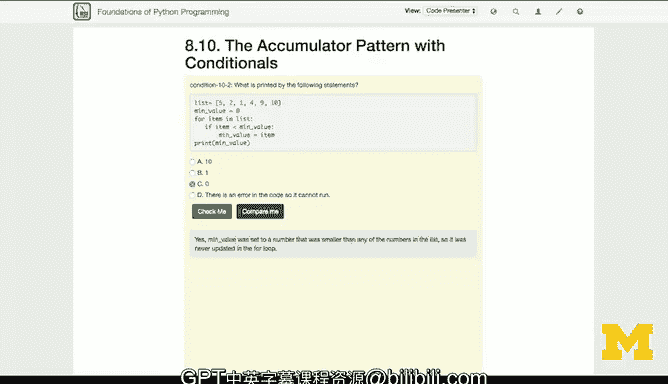 Foundations of Python Programming
View: Code Presenter
8.10. The Accumulator Pattern with
Conditionals
condition-10-2: What is printed by the following statements?
list= [5, 2, 1, 4, 9, 10]
min_value = 0
for item in list:
if item < min_value:
min_value = item
print(min_value)
A. 10
B. 1
C. 0
D. There is an error in the code so it cannot run.
Check Me
Compare me
Yes, min_value was set to a number that was smaller than any of the numbers in the list, so it was
never updated in the for loop.
M
GPT中英字幕课程资源@bilibili.com